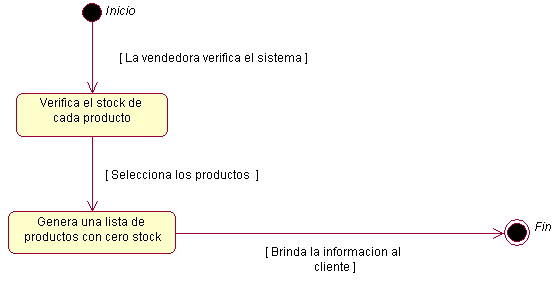 Inicio
[ La vendedora verifica el sistema ]
Verifica el stock de
cada producto
[ Selecciona los productos ]
Genera una lista de
productos con cero stock
Fin
[ Brinda la informacion al
cliente ]